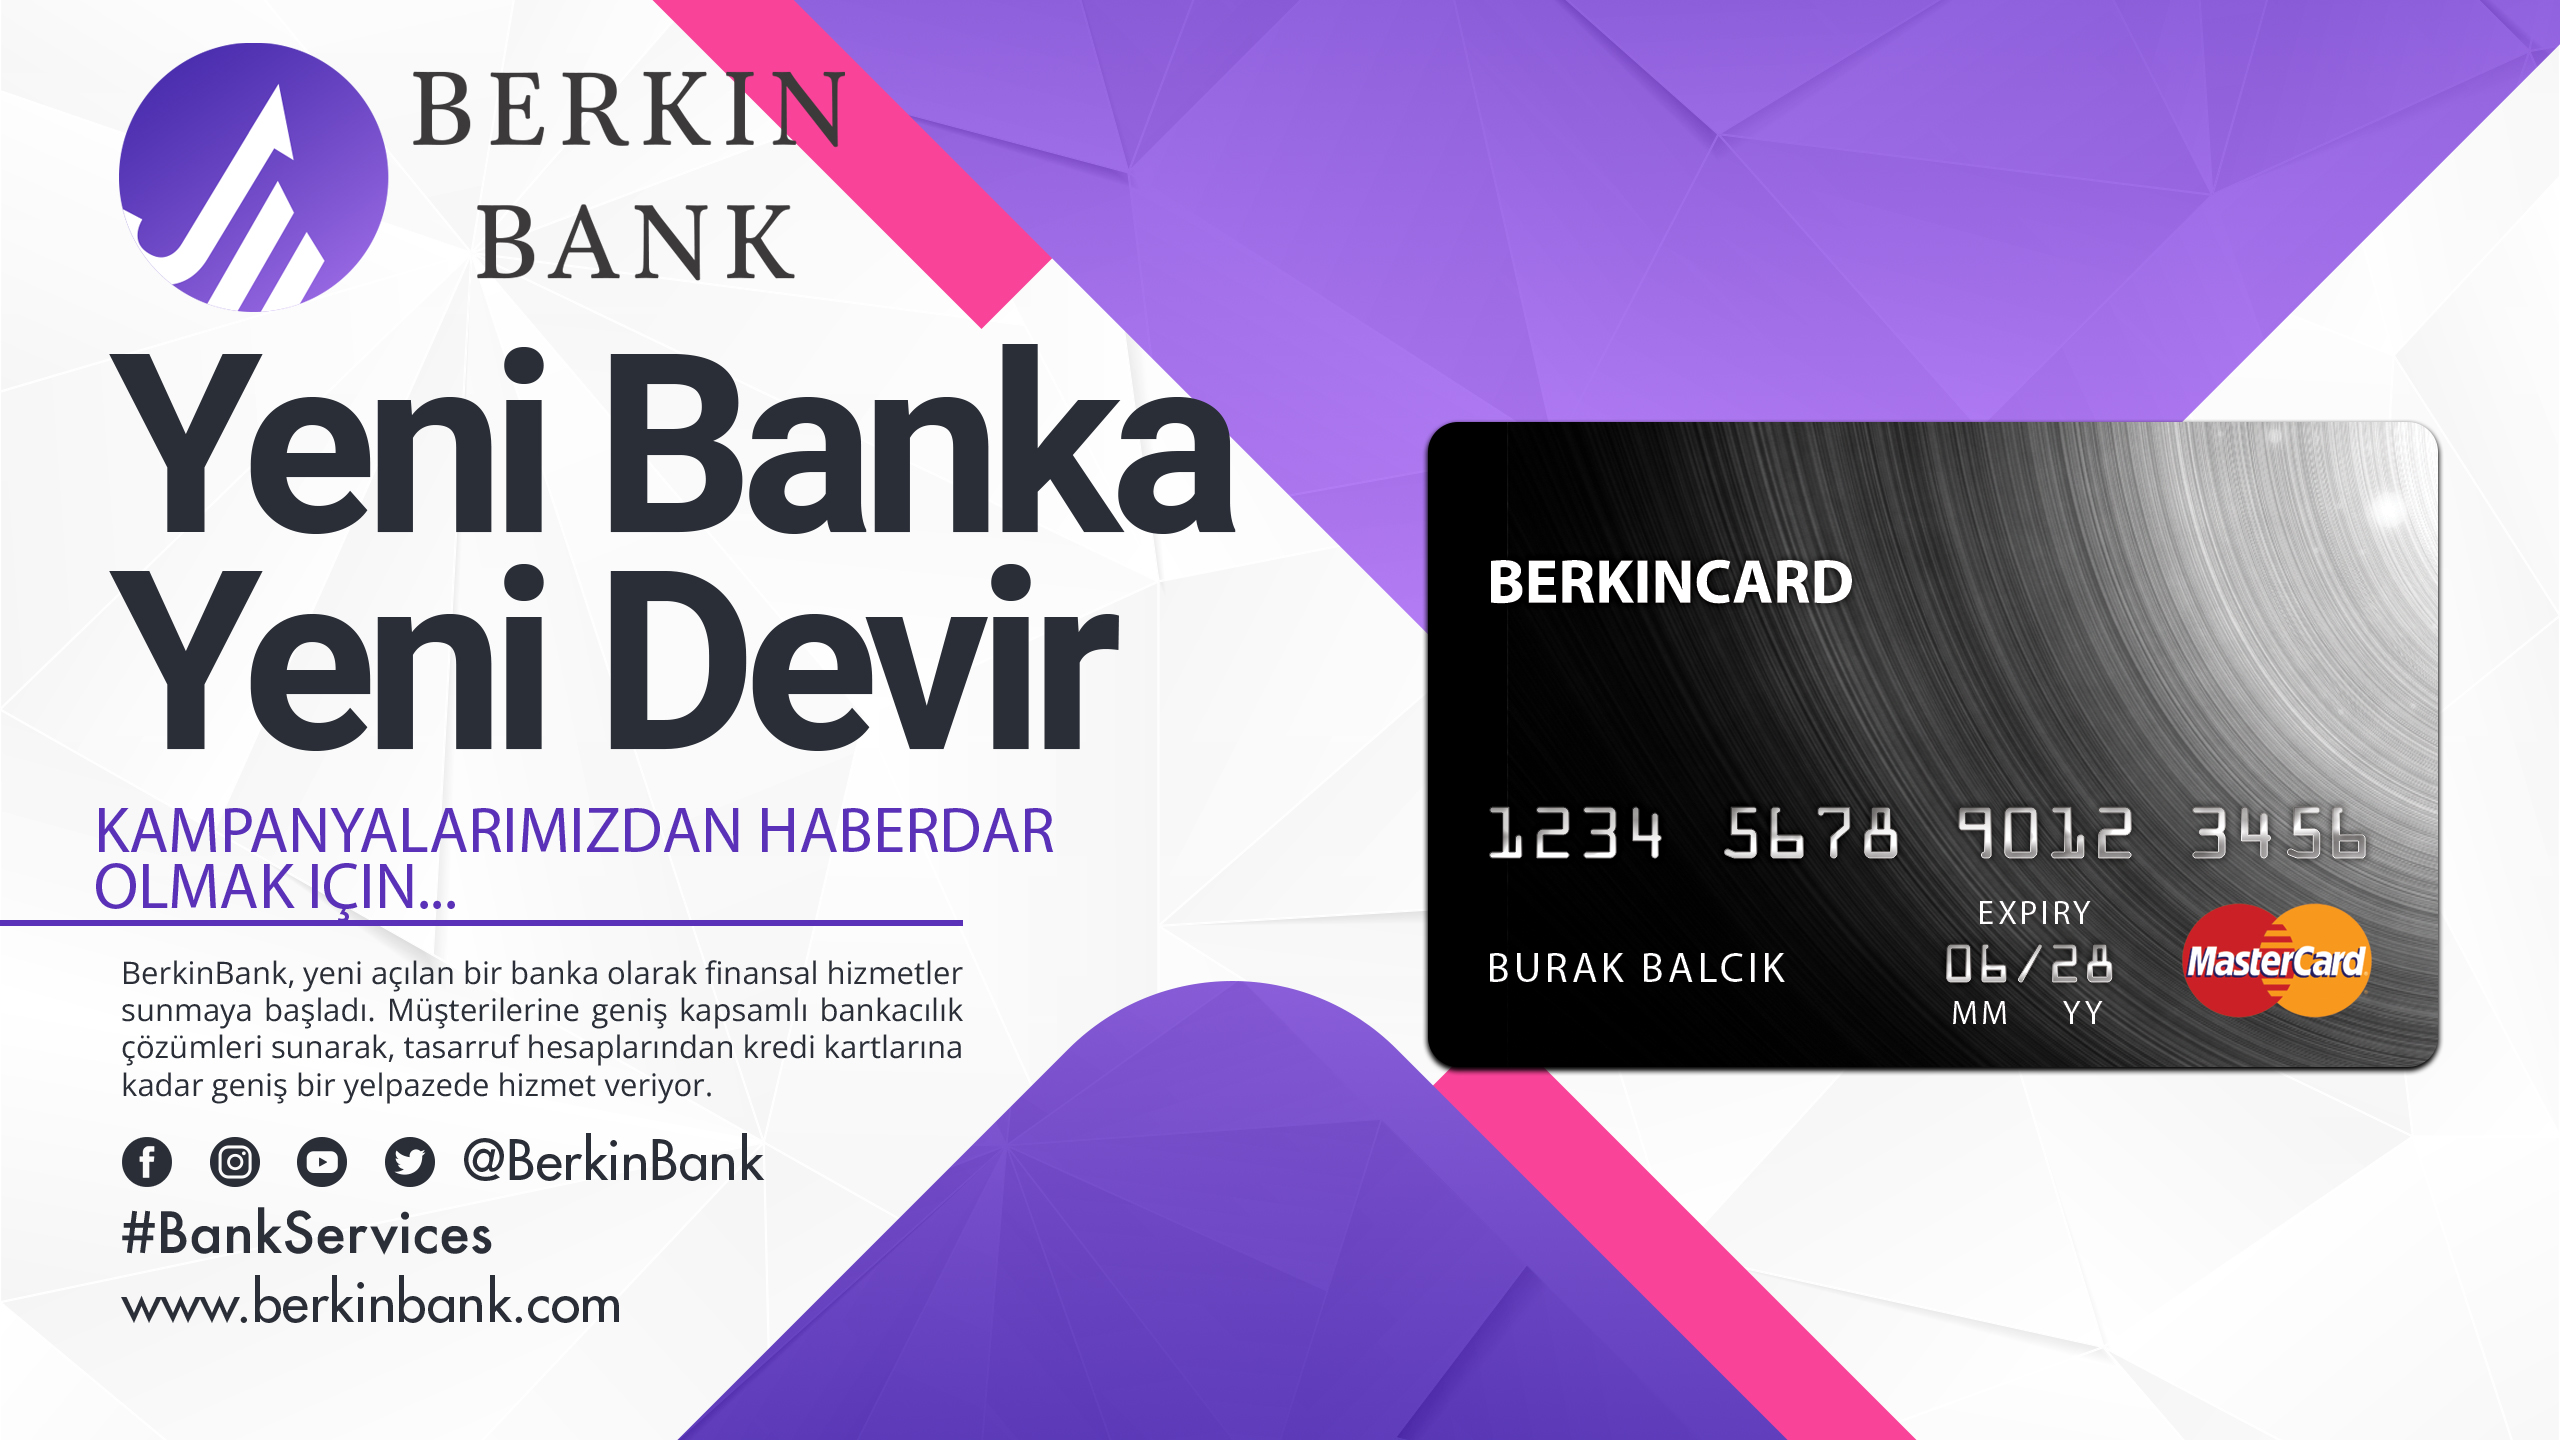 BERKIN
BANK
Yeni Banka
Yeni Devir
KAMPANYALARIMIZDAN HABERDAR
OLMAK IÇIN...
BerkinBank, yeni açılan bir banka olarak finansal hizmetler
sunmaya başladı. Müşterilerine geniş kapsamlı bankacılık
çözümleri sunarak, tasarruf hesaplarından kredi kartlarına
kadar geniş bir yelpazede hizmet veriyor.
@BerkinBank
#BankServices
www.berkinbank.com
BERKINCARD
1234 5678 9012 3456
EXPIRY
BURAK BALCIK 06/28
MM YY
MasterCard